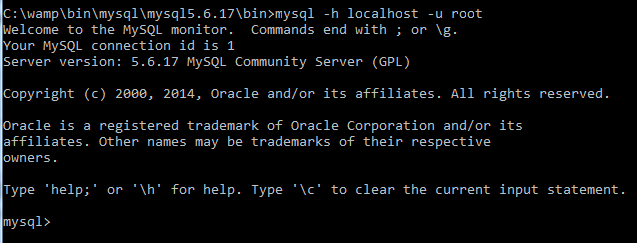 C:\wamp\bin\mysql\mysql5.6.17\bin>mysql -h localhost -u root
Welcome to the MySQL monitor.  Commands end with ; or \g.
Your MySQL connection id is 1
Server version: 5.6.17 MySQL Community Server (GPL)
Copyright (c) 2000, 2014, Oracle and/or its affiliates. All rights reserved.
Oracle is a registered trademark of Oracle Corporation and/or its
affiliates. Other names may be trademarks of their respective
owners.
Type 'help;' or '\h' for help. Type '\c' to clear the current input statement.
mysql>